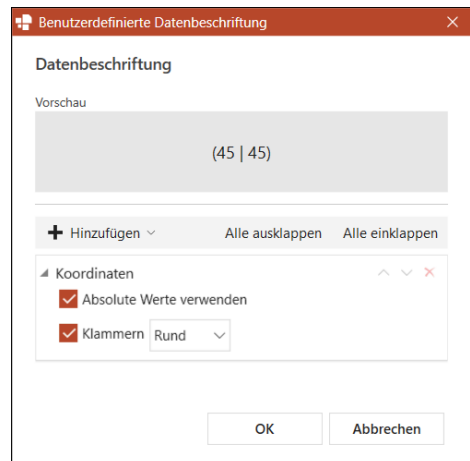 Benutzerdefinierte Datenbeschriftung
Datenbeschriftung
Vorschau
(45 | 45)
Hinzufügen Alle ausklappen Alle einklappen
Koordinaten
Absolute Werte verwenden
Klammern Rund
OK Abbrechen